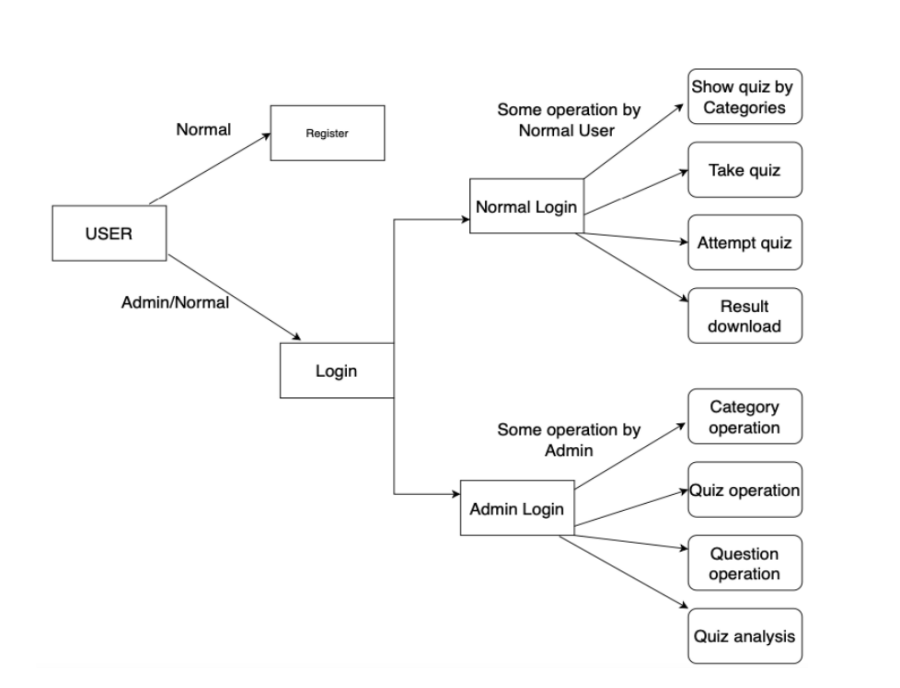 Show quiz by
Categories
Some operation by
Normal User
Normal
Register
Take quiz
Normal Login
USER
Attempt quiz
Admin/Normal
Result
download
Login
Category
operation
Some operation by
Admin
Quiz operation
Admin Login
Question
operation
Quiz analysis